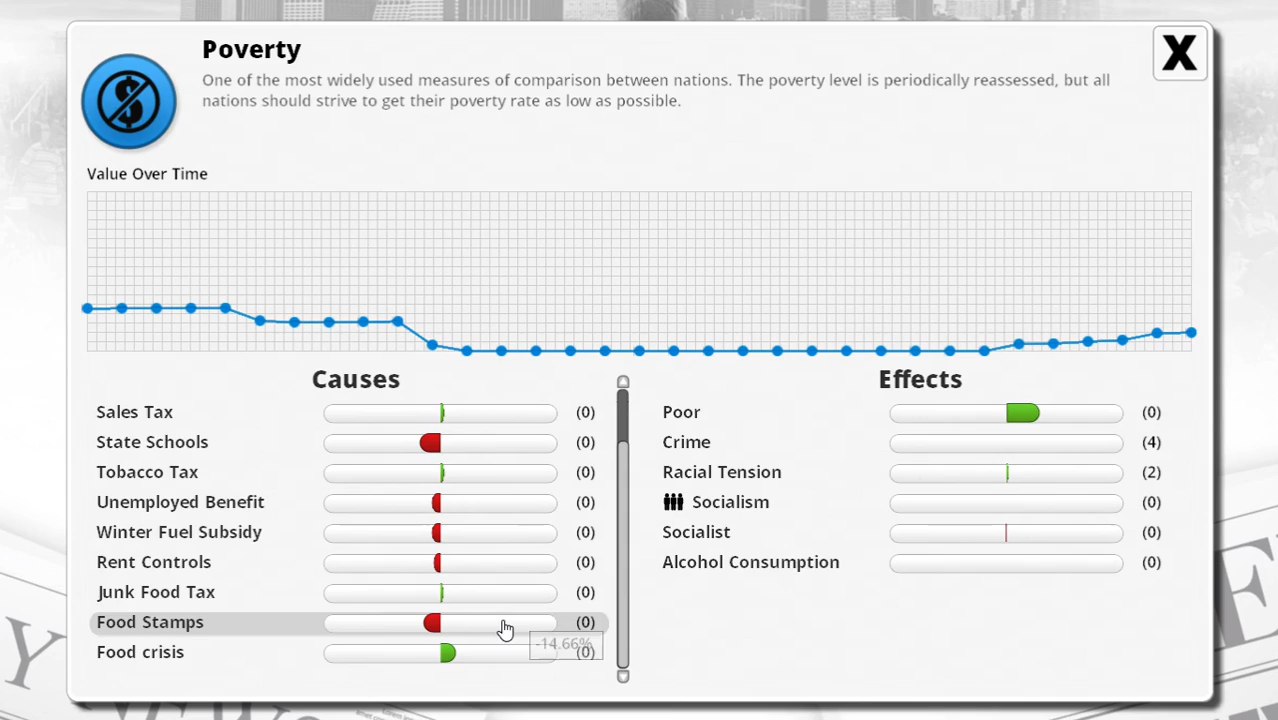 Poverty
X
One of the most widely used measures of comparison between nations. The poverty level is periodically reassessed, but all
nations should strive to get their poverty rate as low as possible.
Value Over Time
Causes
Effects
Sales Tax (0)
State Schools (0)
Tobacco Tax (0)
Unemployed Benefit (0)
Winter Fuel Subsidy (0)
Rent Controls (0)
Junk Food Tax (0)
Food Stamps (0)
-14.66%
Food crisis (0)
Poor (0)
Crime (4)
Racial Tension (2)
Socialism (0)
Socialist (0)
Alcohol Consumption (0)